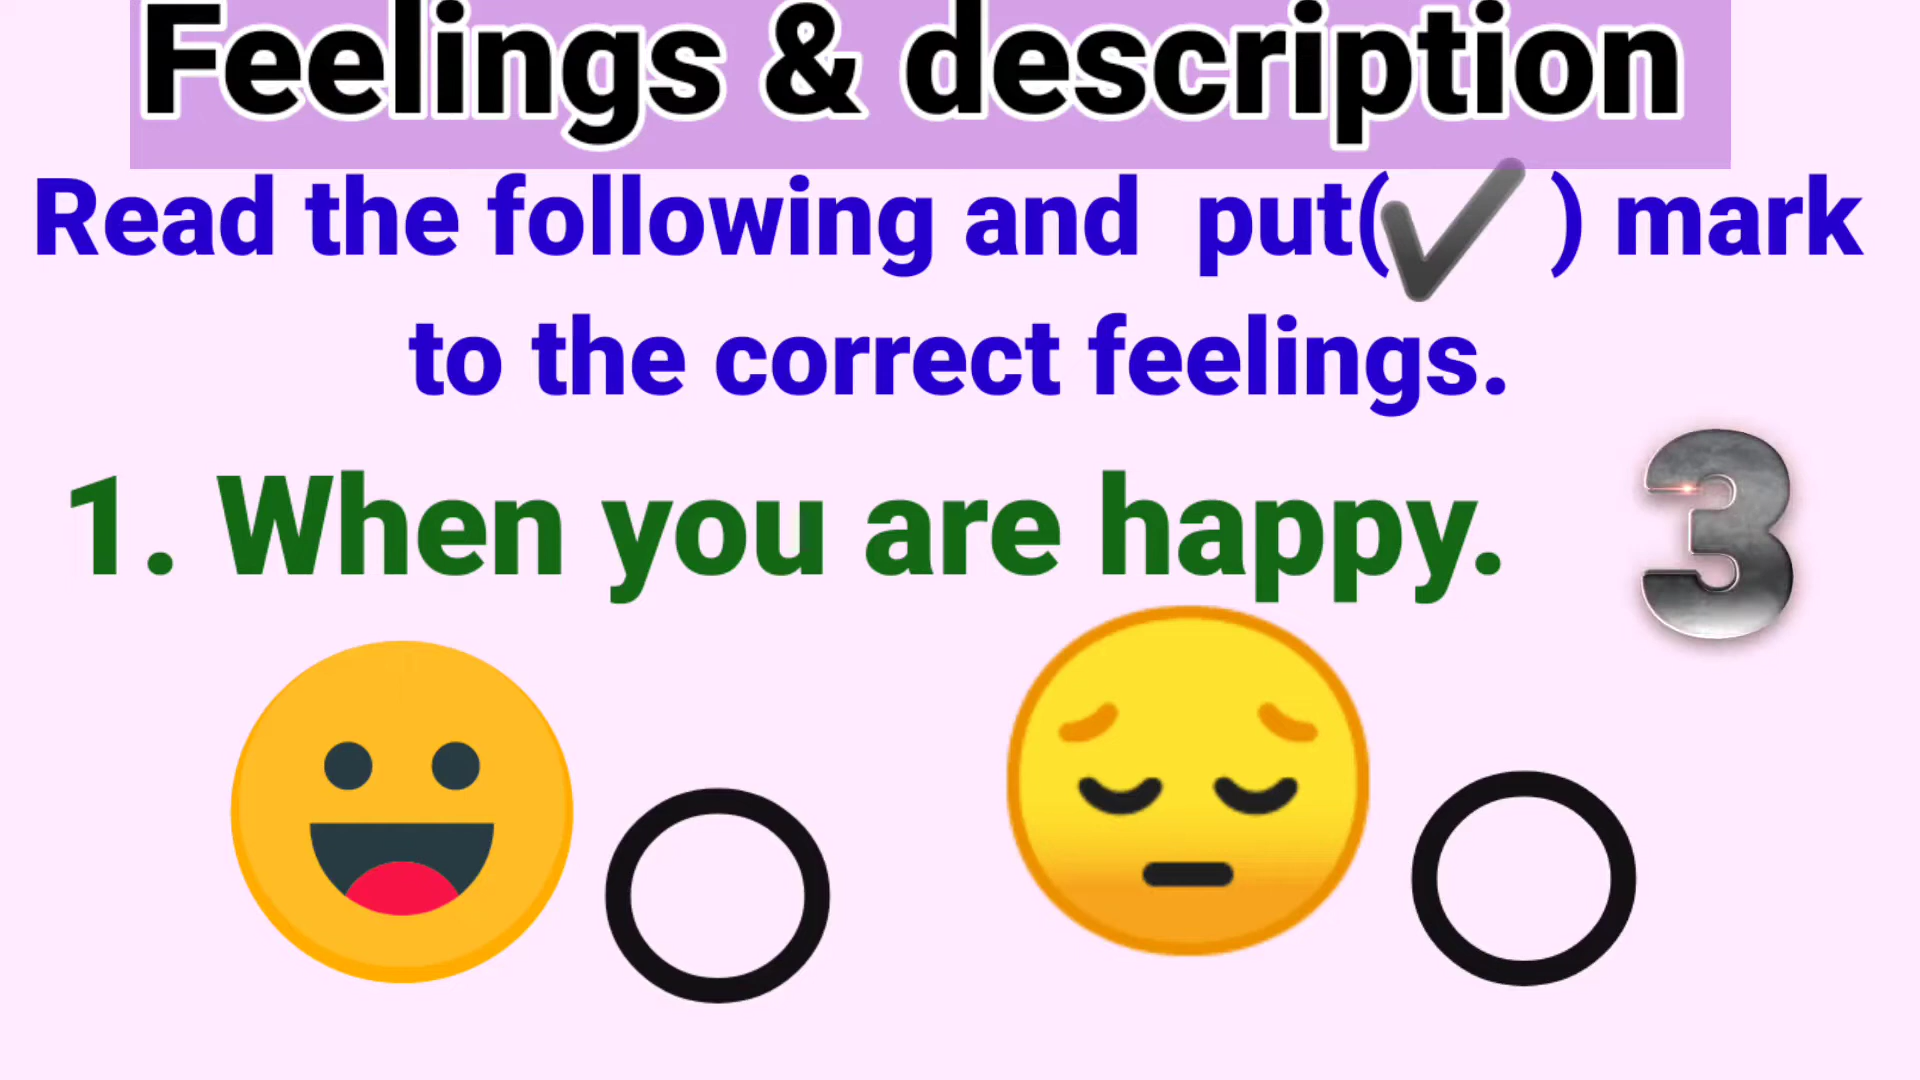 Feelings & description
Read the following and put(✔) mark
to the correct feelings.
1. When you are happy.
3